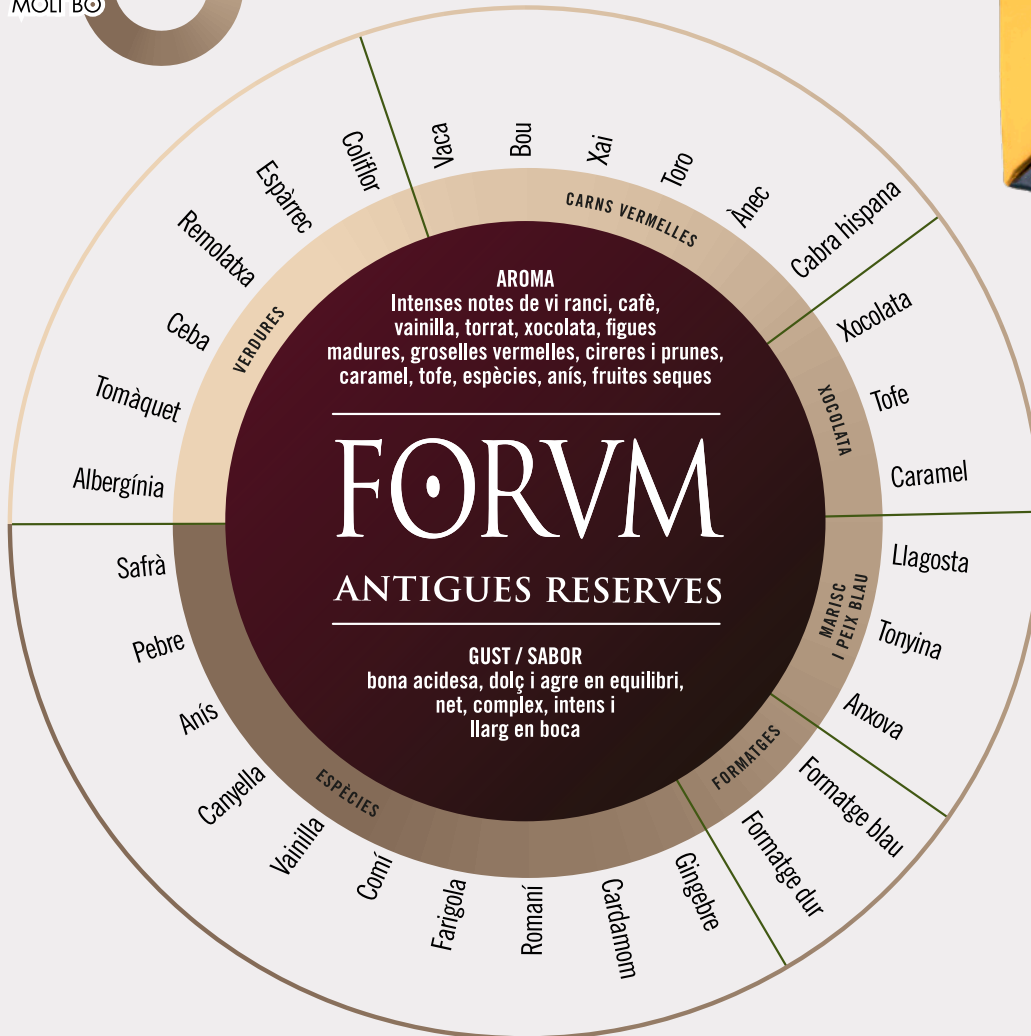 MOLT BO
Coliflor
Espàrrec
Remolatxa
Ceba
Tomàquet
Albergínia
VERDURES
Vaca
Bou
Xai
Toro
Ànec
Cabra hispana
CARNS VERMELLES
Xocolata
Tofe
Caramel
XOCOLATA
Llagosta
Tonyina
Anxova
MARISC
I PEIX BLAU
Formatge blau
Formatge dur
FORMATGES
Gingebre
Cardamom
Romaní
Farigola
Comí
Vainilla
Canyella
Anís
Pebre
Safrà
ESPÈCIES
AROMA
Intenses notes de vi ranci, cafè,
vainilla, torrat, xocolata, figues
madures, groselles vermelles, cireres i prunes,
caramel, tofe, espècies, anís, fruites seques
FORVM
ANTIGUES RESERVES
GUST / SABOR
bona acidesa, dolç i agre en equilibri,
net, complex, intens i
llarg en boca